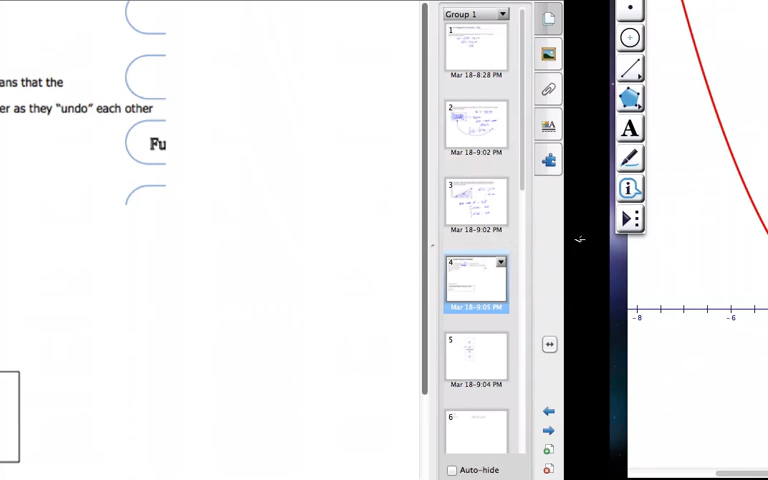 ans that the
er as they “undo” each other
Fu
Group 1
1
Mar 18-8:28 PM
2
Mar 18-9:02 PM
3
Mar 18-9:02 PM
4
Mar 18-9:05 PM
5
Mar 18-9:04 PM
6
Auto-hide
A
-8
-6